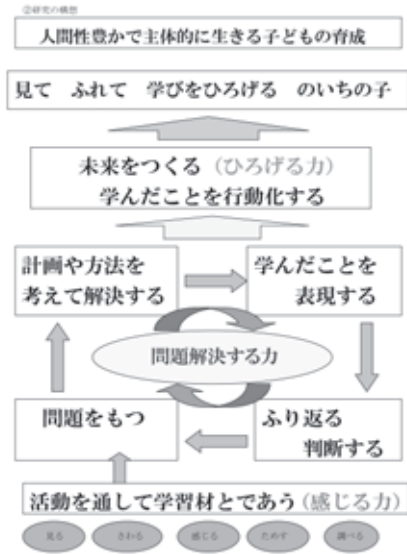 ②研究の構想
人間性豊かで主体的に生きる子どもの育成
見て ふれて 学びをひろげる のいちの子
未来をつくる（ひろげる力）
学んだことを行動化する
計画や方法を
考えて解決する
学んだことを
表現する
問題解決する力
問題をもつ
ふり返る
判断する
活動を通して学習材とであう（感じる力）
見る さわる 感じる ためす 調べる